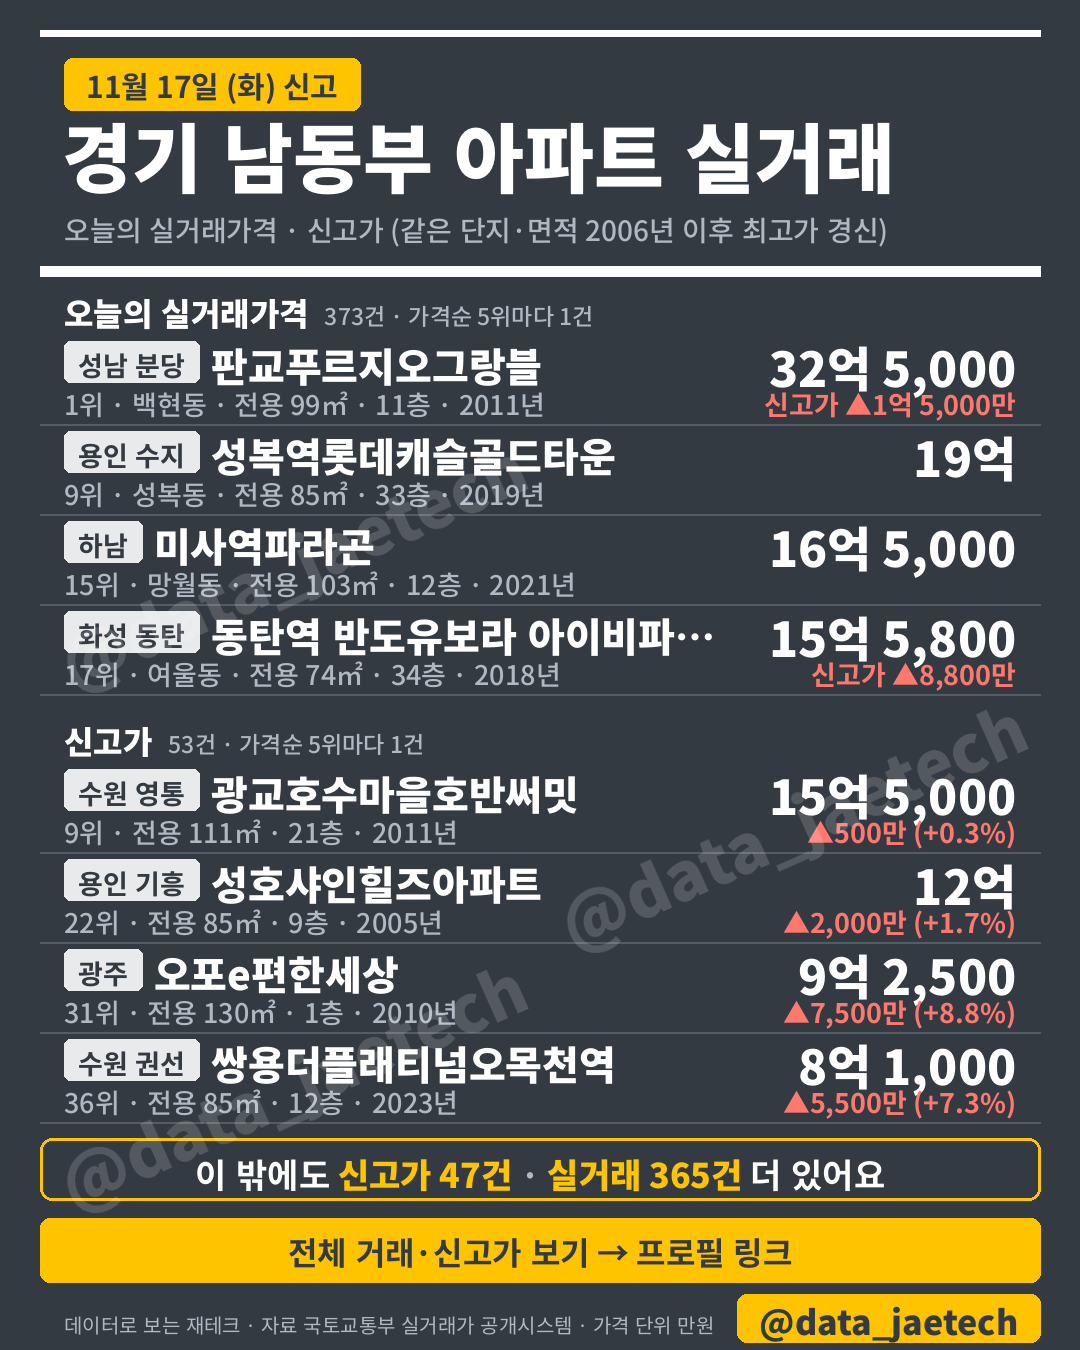 11월 17일 (화) 신고
경기 남동부 아파트 실거래
오늘의 실거래가격 · 신고가 (같은 단지·면적 2006년 이후 최고가 경신)
오늘의 실거래가격 373건 · 가격순 5위마다 1건
성남 분당 판교푸르지오그랑블 32억 5,000
1위 · 백현동 · 전용 99㎡ · 11층 · 2011년 신고가 ▲1억 5,000만
용인 수지 성복역롯데캐슬골드타운 19억
9위 · 성복동 · 전용 85㎡ · 33층 · 2019년
하남 미사역파라곤 16억 5,000
15위 · 망월동 · 전용 103㎡ · 12층 · 2021년
화성 동탄 동탄역 반도유보라 아이비파… 15억 5,800
17위 · 여울동 · 전용 74㎡ · 34층 · 2018년 신고가 ▲8,800만
신고가 53건 · 가격순 5위마다 1건
수원 영통 광교호수마을호반써밋 15억 5,000
9위 · 전용 111㎡ · 21층 · 2011년 ▲500만 (+0.3%)
용인 기흥 성호샤인힐즈아파트 12억
22위 · 전용 85㎡ · 9층 · 2005년 ▲2,000만 (+1.7%)
광주 오포e편한세상 9억 2,500
31위 · 전용 130㎡ · 1층 · 2010년 ▲7,500만 (+8.8%)
수원 권선 쌍용더플래티넘오목천역 8억 1,000
36위 · 전용 85㎡ · 12층 · 2023년 ▲5,500만 (+7.3%)
이 밖에도 신고가 47건 · 실거래 365건 더 있어요
전체 거래·신고가 보기 → 프로필 링크
데이터로 보는 재테크 · 자료 국토교통부 실거래가 공개시스템 · 가격 단위 만원 @data_jaetech
@data_jaetech
@data_jaetech
@data_jaetech